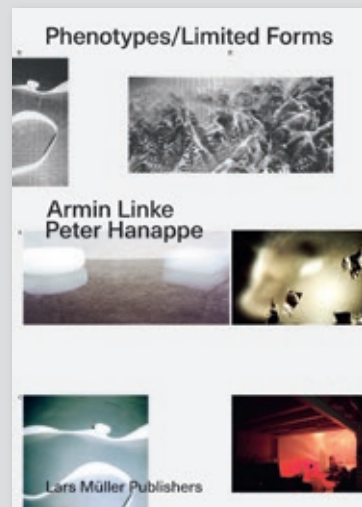 Phenotypes/Limited Forms
Armin Linke
Peter Hanappe
Lars Müller Publishers